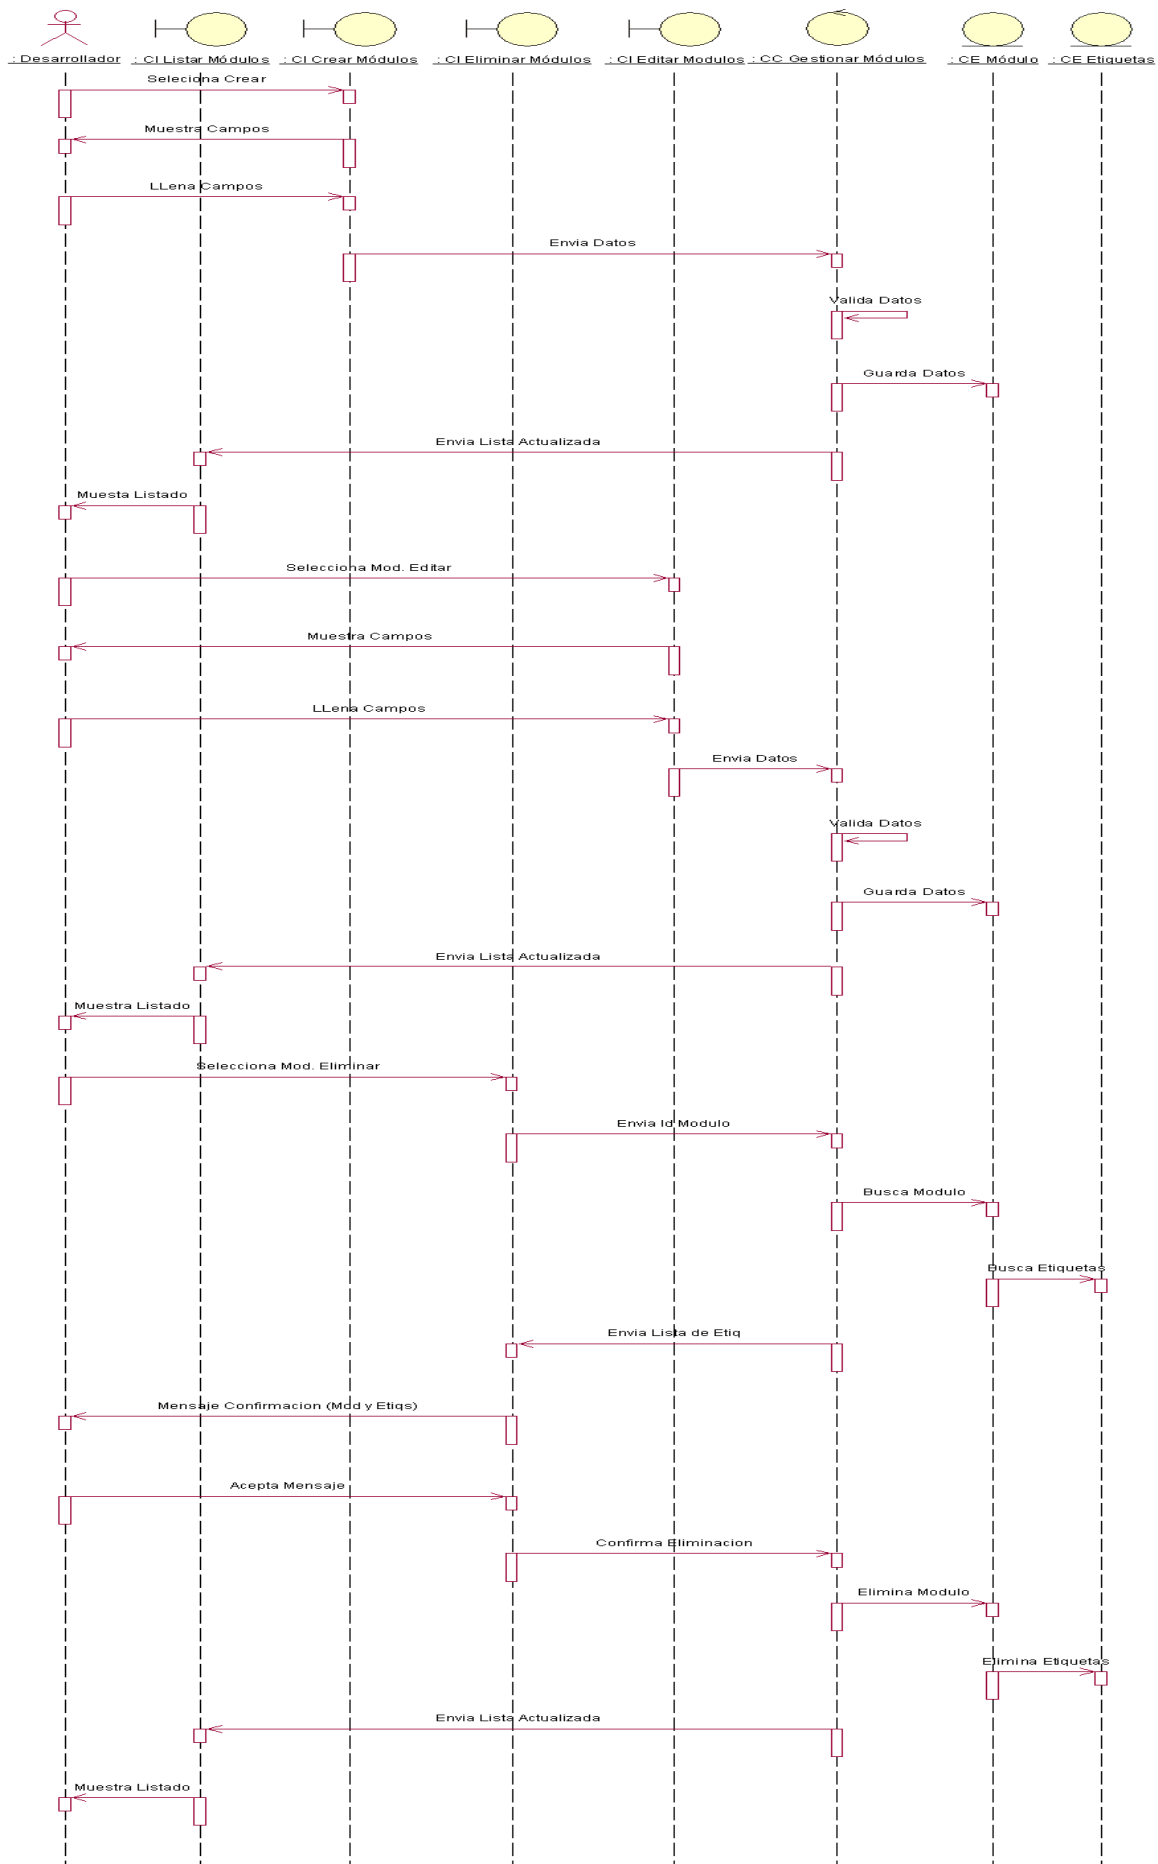 : Desarrollador
: CI Listar Módulos
: CI Crear Módulos
: CI Eliminar Módulos
: CI Editar Modulos
: CC Gestionar Módulos
: CE Módulo
: CE Etiquetas
Seleciona Crear
Muestra Campos
LLena Campos
Envia Datos
Valida Datos
Guarda Datos
Envia Lista Actualizada
Muesta Listado
Selecciona Mod. Editar
Muestra Campos
LLena Campos
Envia Datos
Valida Datos
Guarda Datos
Envia Lista Actualizada
Muestra Listado
Selecciona Mod. Eliminar
Envia Id Modulo
Busca Modulo
Busca Etiquetas
Envia Lista de Etiq
Mensaje Confirmacion (Mod y Etiqs)
Acepta Mensaje
Confirma Eliminacion
Elimina Modulo
Elimina Etiquetas
Envia Lista Actualizada
Muestra Listado